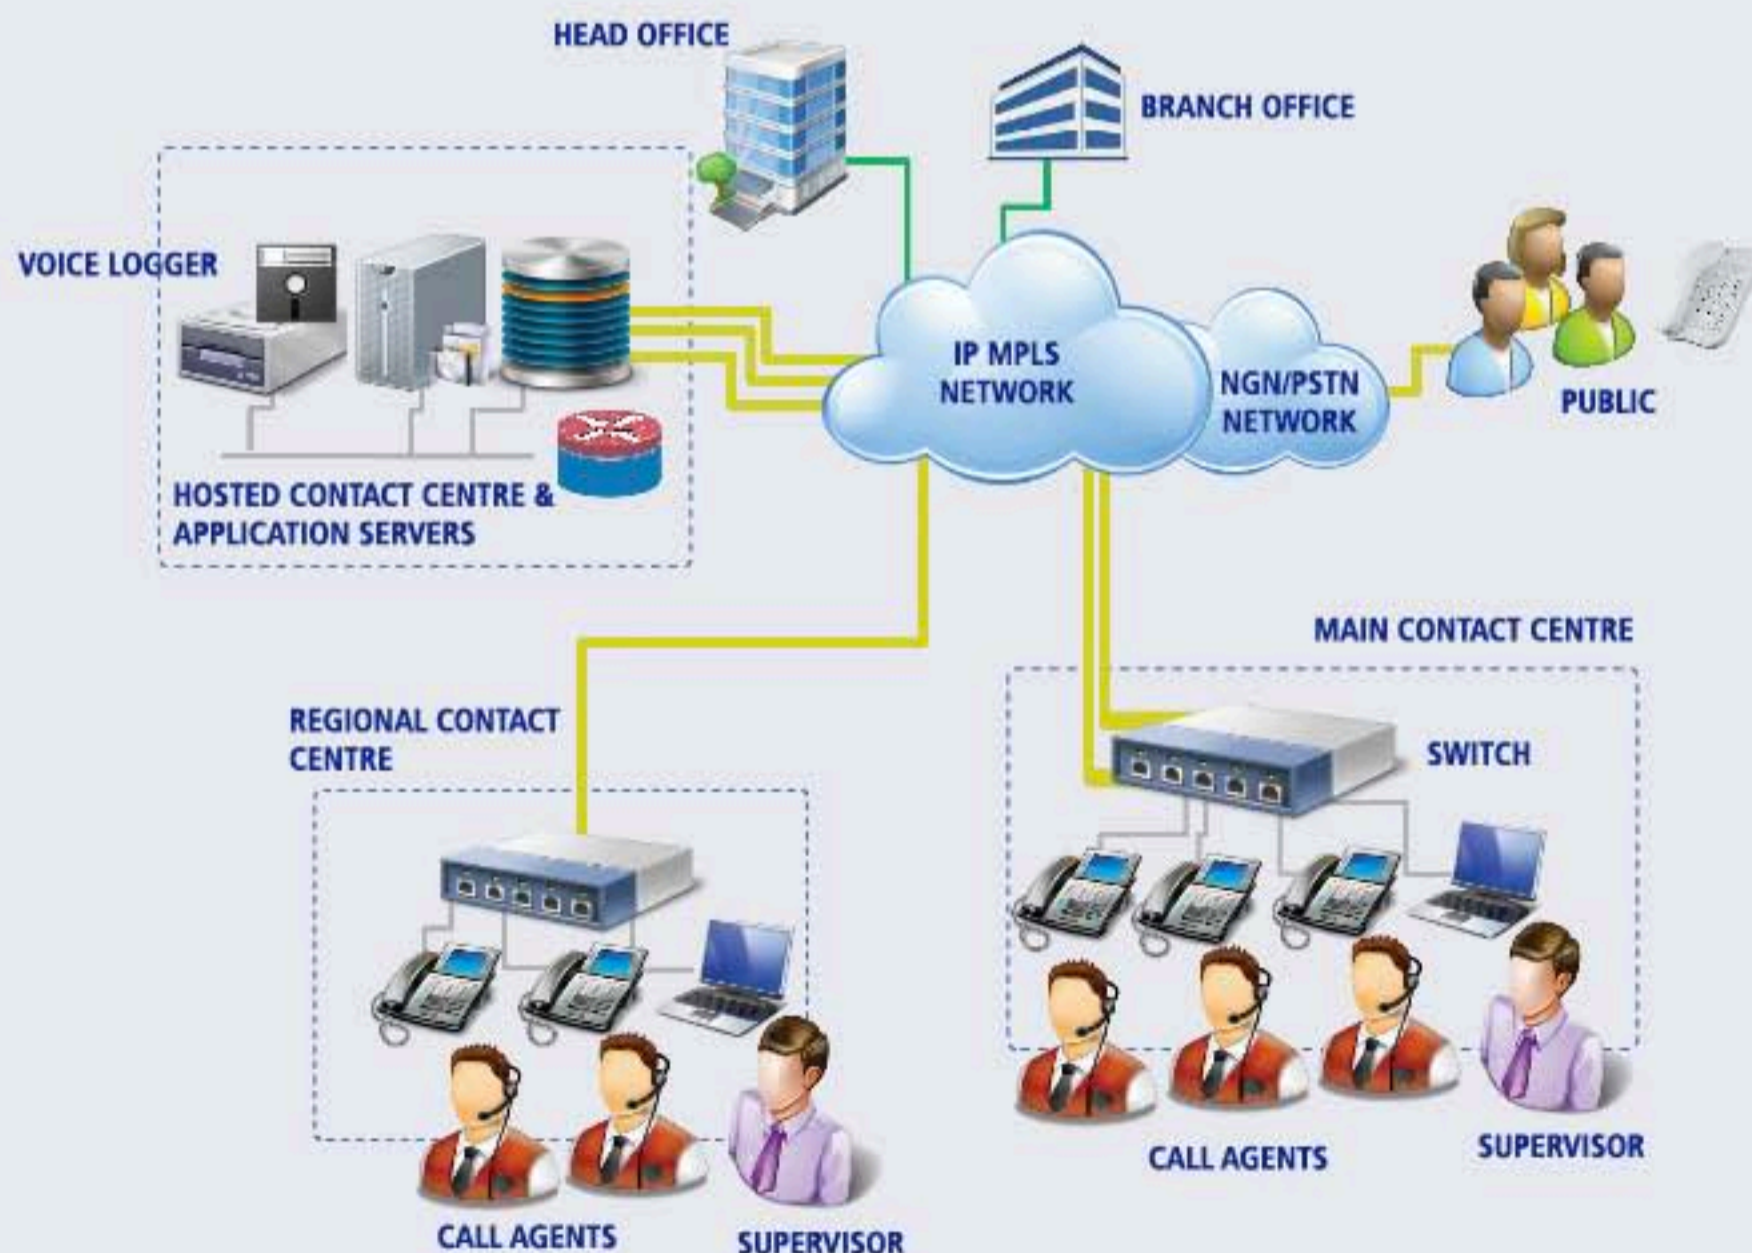 HEAD OFFICE
BRANCH OFFICE
VOICE LOGGER
IP MPLS
NETWORK
NGN/PSTN
NETWORK
PUBLIC
HOSTED CONTACT CENTRE &
APPLICATION SERVERS
MAIN CONTACT CENTRE
REGIONAL CONTACT
CENTRE
SWITCH
CALL AGENTS
SUPERVISOR
CALL AGENTS
SUPERVISOR